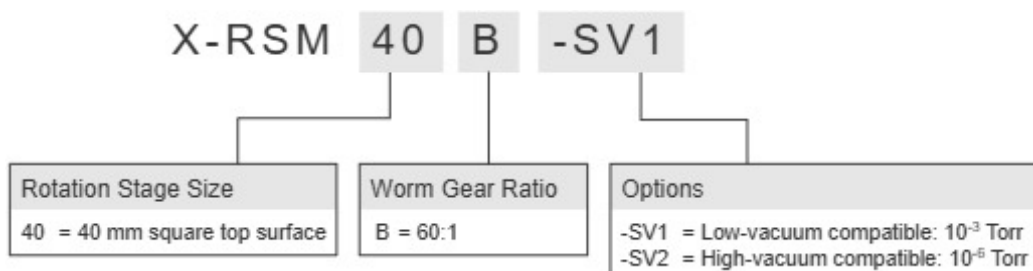 X-RSM 40 B -SV1
Rotation Stage Size
40 = 40 mm square top surface
Worm Gear Ratio
B = 60:1
Options
-SV1 = Low-vacuum compatible: 10⁻³ Torr
-SV2 = High-vacuum compatible: 10⁻⁶ Torr